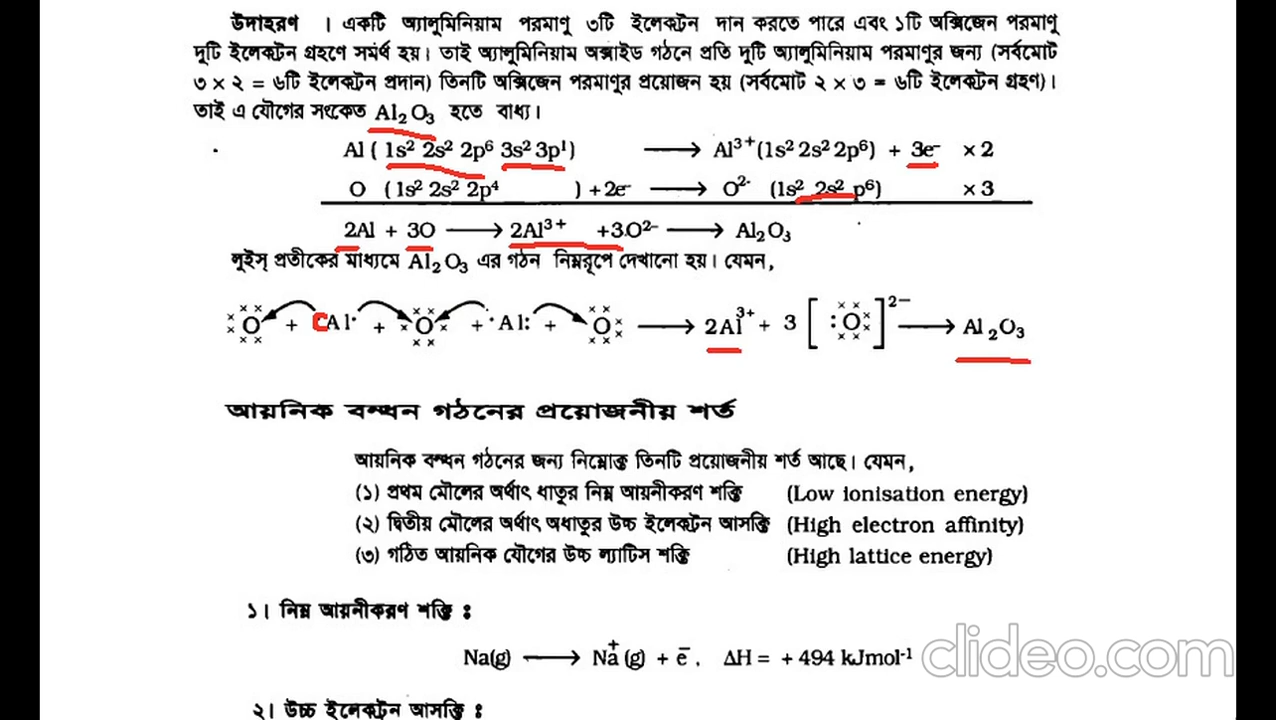 উদাহরণ । একটি অ্যালুমিনিয়াম পরমাণু ৩টি ইলেকট্রন দান করতে পারে এবং ১টি অক্সিজেন পরমাণু
দুটি ইলেকট্রন গ্রহণে সমর্থ হয়। তাই অ্যালুমিনিয়াম অক্সাইড গঠনে প্রতি দুটি অ্যালুমিনিয়াম পরমাণুর জন্য (সর্বমোট
৩ × ২ = ৬টি ইলেকট্রন প্রদান) তিনটি অক্সিজেন পরমাণুর প্রয়োজন হয় (সর্বমোট ২ × ৩ = ৬টি ইলেকট্রন গ্রহণ)।
তাই এ যৌগের সংকেত Al₂O₃ হতে বাধ্য।
Al ( 1s² 2s² 2p⁶ 3s² 3p¹) ⟶ Al³⁺(1s² 2s² 2p⁶) + 3e⁻ × 2
O ( 1s² 2s² 2p⁴ ) + 2e⁻ ⟶ O²⁻ (1s² 2s² p⁶) × 3
2Al + 3O ⟶ 2Al³⁺ +3.O²⁻ ⟶ Al₂O₃
লুইস্ প্রতীকের মাধ্যমে Al₂O₃ এর গঠন নিম্নরূপে দেখানো হয়। যেমন,
O + Al· + O + ·Al: + O ⟶ 2Al³⁺ + 3 [:O]²⁻ ⟶ Al₂O₃
আয়নিক বন্ধন গঠনের প্রয়োজনীয় শর্ত
আয়নিক বন্ধন গঠনের জন্য নিম্নোক্ত তিনটি প্রয়োজনীয় শর্ত আছে। যেমন,
(১) প্রথম মৌলের অর্থাৎ ধাতুর নিম্ন আয়নীকরণ শক্তি (Low ionisation energy)
(২) দ্বিতীয় মৌলের অর্থাৎ অধাতুর উচ্চ ইলেকট্রন আসক্তি (High electron affinity)
(৩) গঠিত আয়নিক যৌগের উচ্চ ল্যাটিস শক্তি (High lattice energy)
১। নিম্ন আয়নীকরণ শক্তি :
Na(g) ⟶ Na⁺ (g) + e⁻ . ΔH = + 494 kJmol⁻¹
clideo.com
২। উচ্চ ইলেকট্রন আসক্তি :